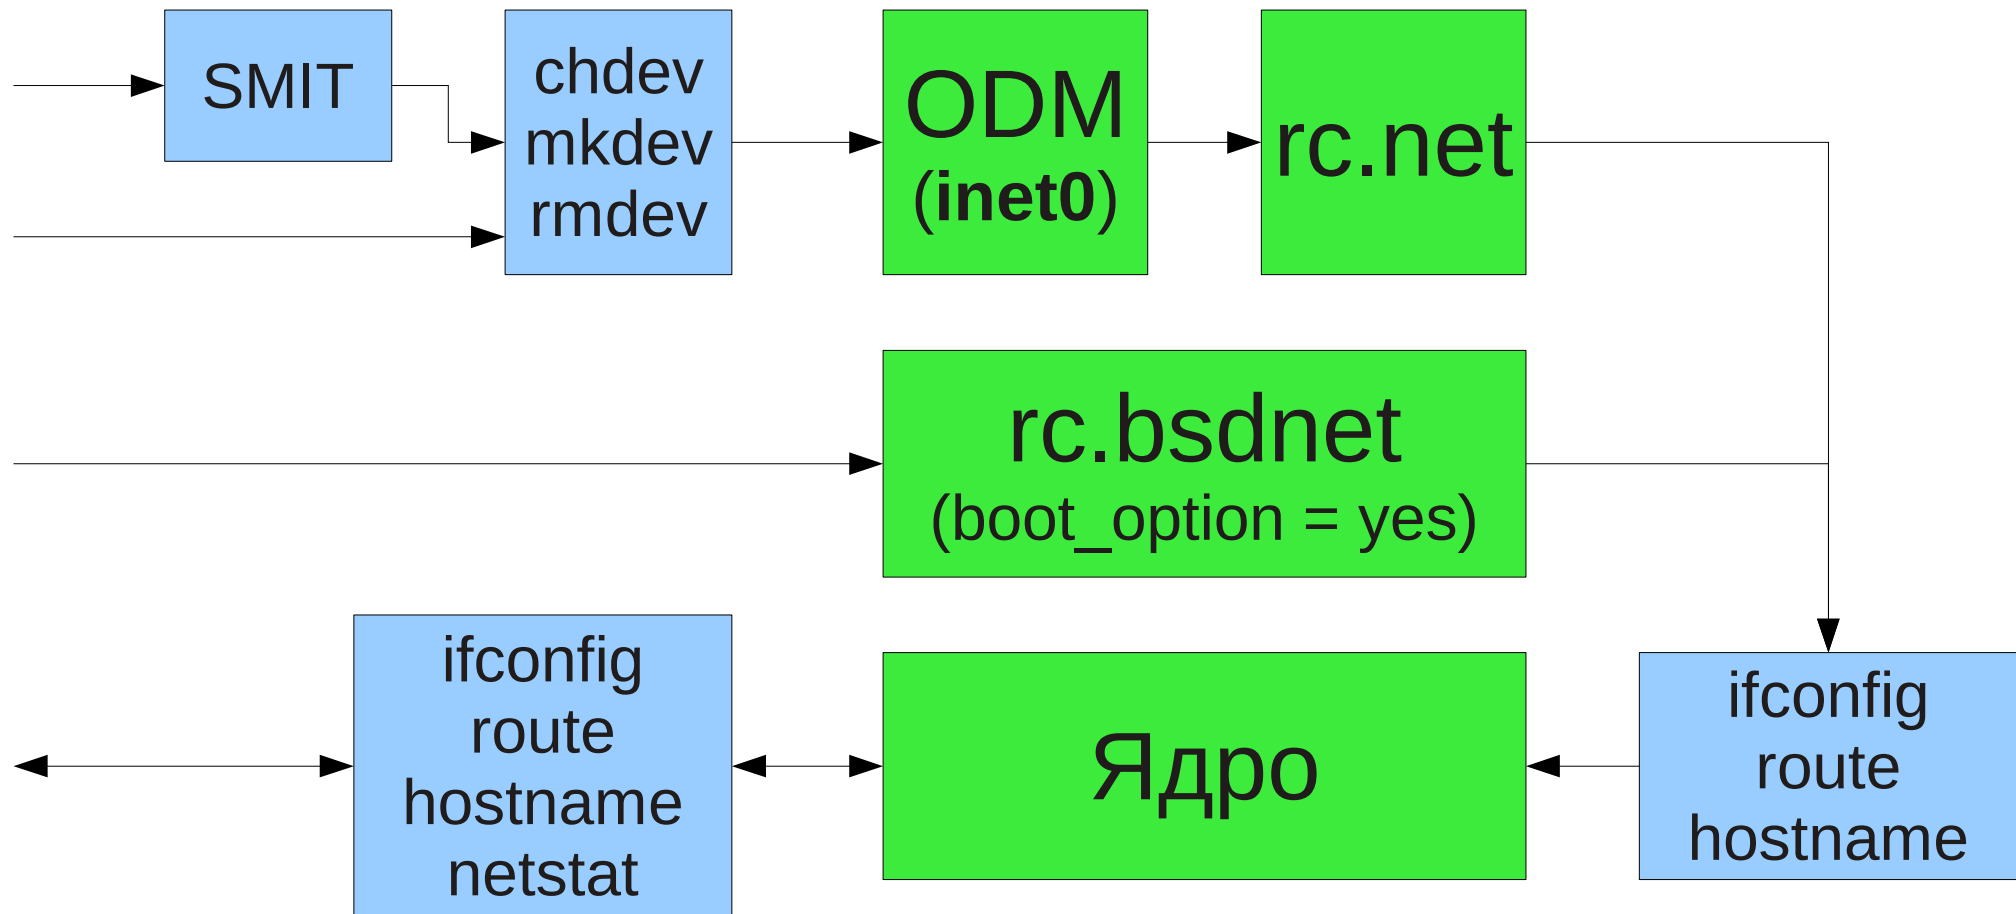 SMIT
chdev
mkdev
rmdev
ODM
(inet0)
rc.net
rc.bsdnet
(boot_option = yes)
ifconfig
route
hostname
netstat
Ядро
ifconfig
route
hostname